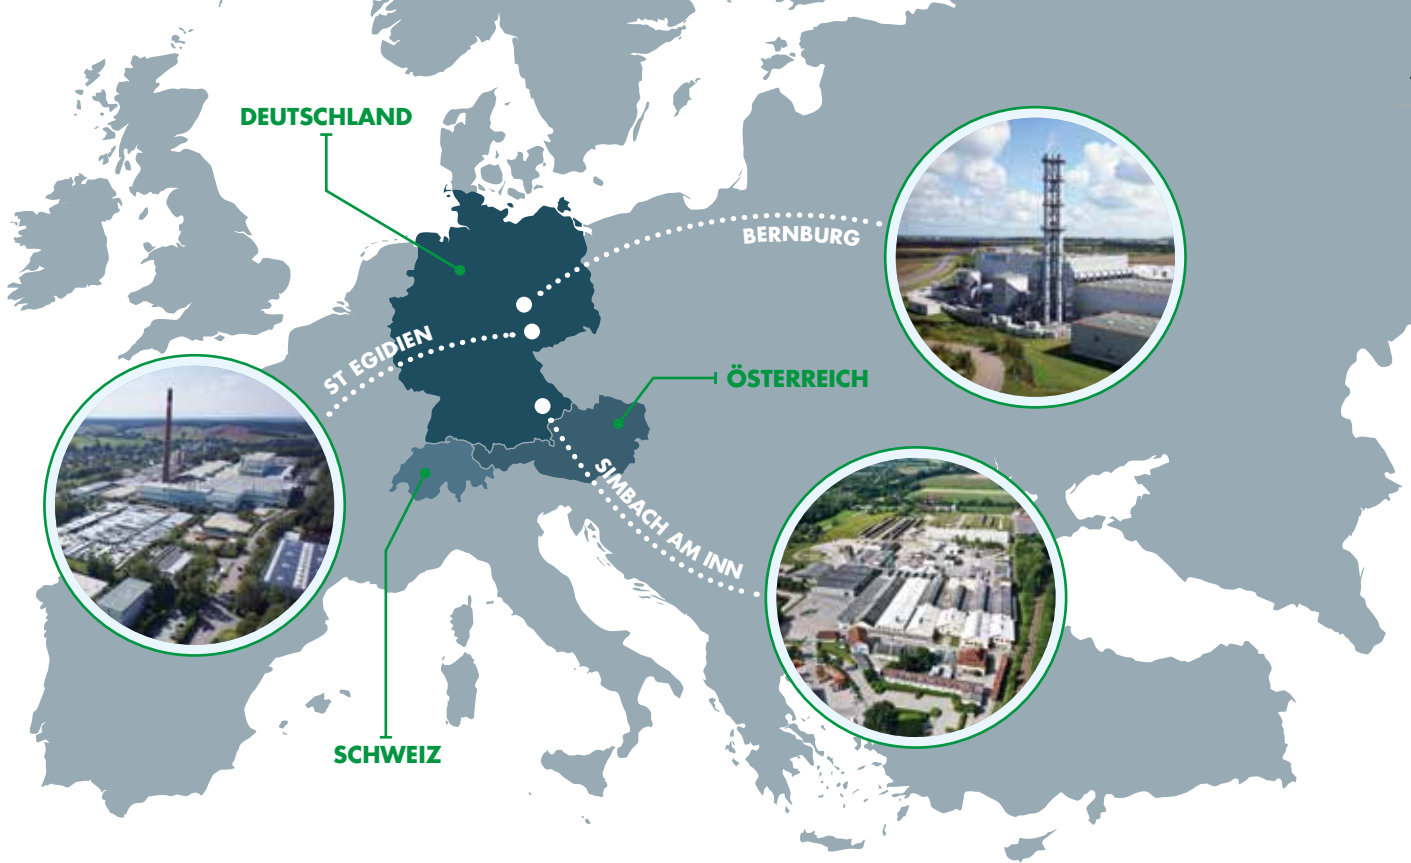 DEUTSCHLAND
BERNBURG
ST EGIDIEN
ÖSTERREICH
SIMBACH AM INN
SCHWEIZ